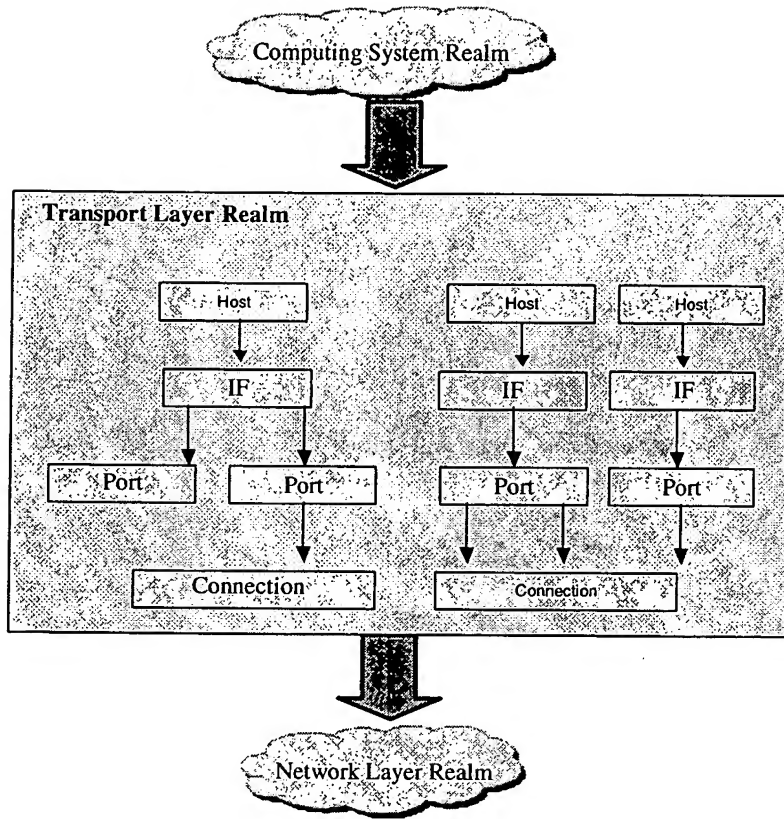 Computing System Realm
Transport Layer Realm
Host
Host
Host
IF
IF
IF
Port
Port
Port
Port
Connection
Connection
Network Layer Realm